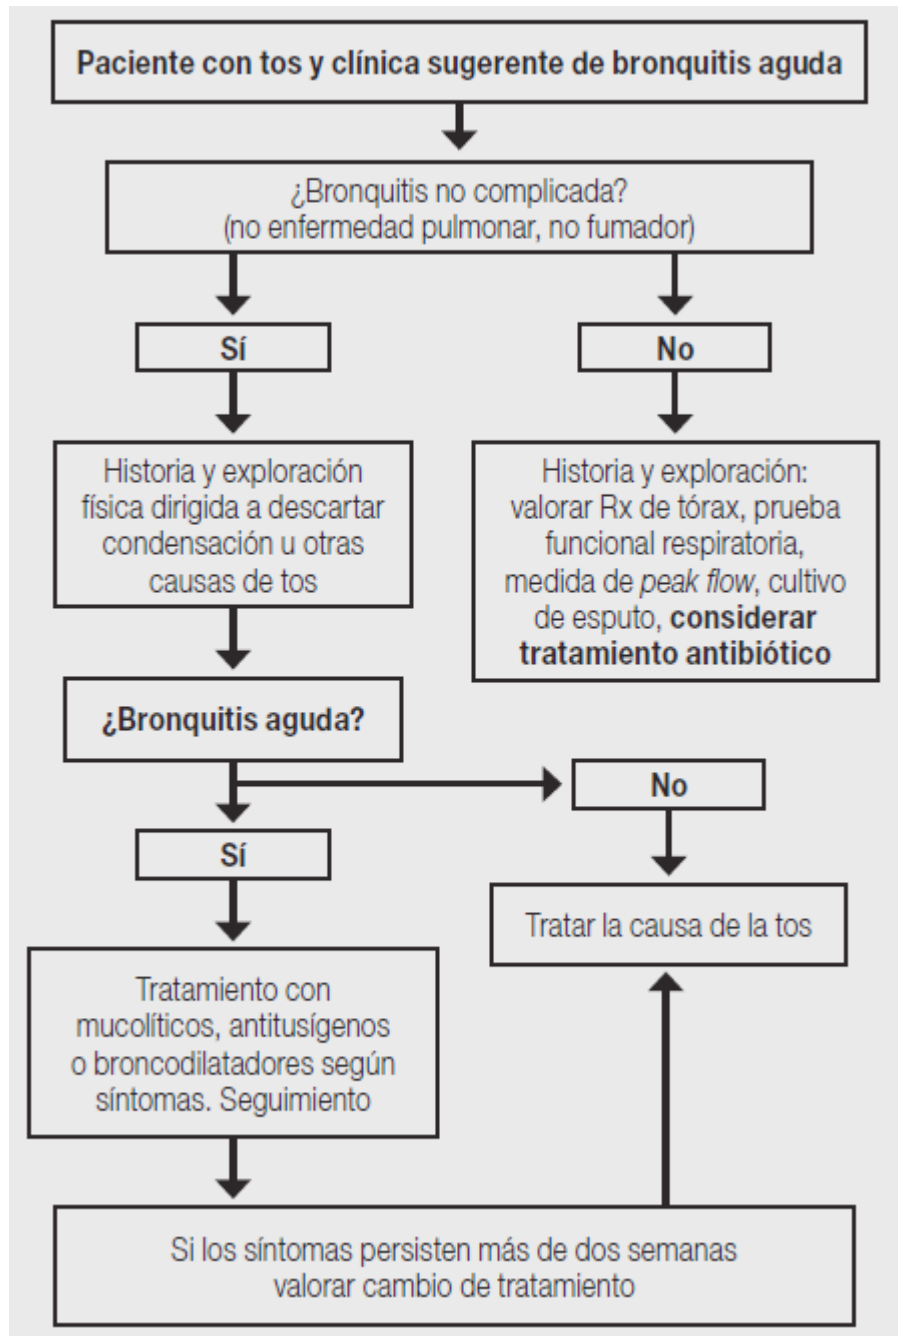 Paciente con tos y clínica sugerente de bronquitis aguda
¿Bronquitis no complicada?
(no enfermedad pulmonar, no fumador)
Sí
No
Historia y exploración
física dirigida a descartar
condensación u otras
causas de tos
Historia y exploración:
valorar Rx de tórax, prueba
funcional respiratoria,
medida de peak flow, cultivo
de esputo, considerar
tratamiento antibiótico
¿Bronquitis aguda?
No
Sí
Tratar la causa de la tos
Tratamiento con
mucolíticos, antitusígenos
o broncodilatadores según
síntomas. Seguimiento
Si los síntomas persisten más de dos semanas
valorar cambio de tratamiento